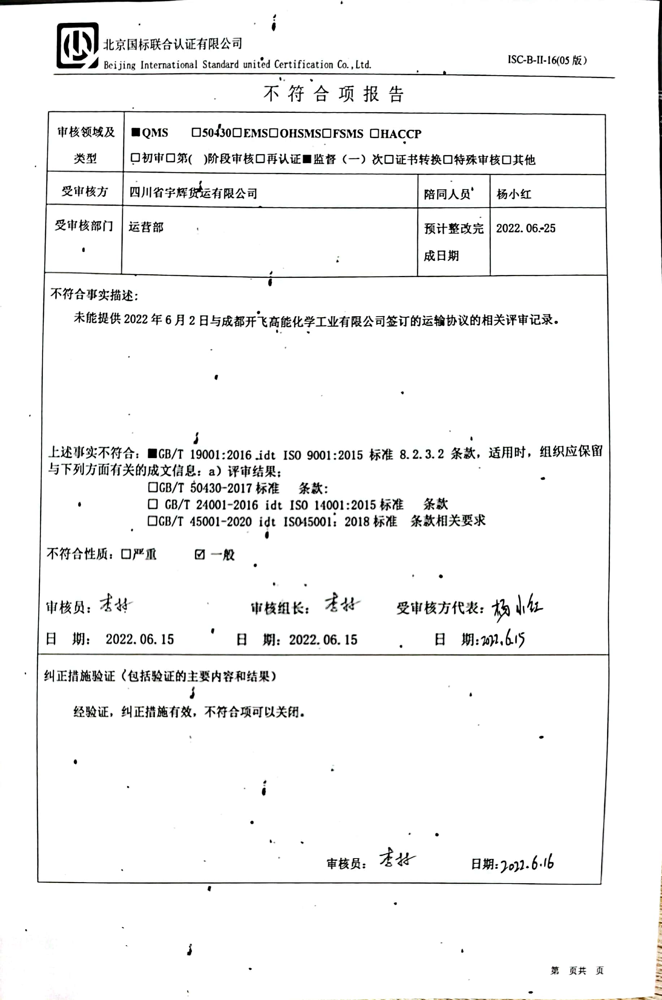 北京国标联合认证有限公司
Beijing International Standard united Certification Co.,Ltd.
ISC-B-II-16(05 版)
不符合项报告
审核领域及
类型
■QMS □50430□EMS□OHSMS□FSMS □HACCP
□初审□第( )阶段审核□再认证■监督（一）次□证书转换□特殊审核□其他
受审核方
四川省宇辉货运有限公司
陪同人员
杨小红
受审核部门
运营部
预计整改完
成日期
2022.06.-25
不符合事实描述：
未能提供 2022 年 6 月 2 日与成都开飞高能化学工业有限公司签订的运输协议的相关评审记录。
上述事实不符合：■GB/T 19001:2016 idt ISO 9001:2015 标准 8.2.3.2 条款，适用时，组织应保留
与下列方面有关的成文信息：a）评审结果；
□GB/T 50430-2017 标准 条款：
□ GB/T 24001-2016 idt ISO 14001:2015 标准 条款
□GB/T 45001-2020 idt ISO45001：2018 标准 条款相关要求
不符合性质：□严重 ☑ 一般
审核员：李林 审核组长：李林 受审核方代表：杨小红
日 期： 2022.06.15 日 期：2022.06.15 日 期：2022.6.15
纠正措施验证（包括验证的主要内容和结果）
经验证，纠正措施有效，不符合项可以关闭。
审核员：李林 日期：2022.6.16
第 页共 页